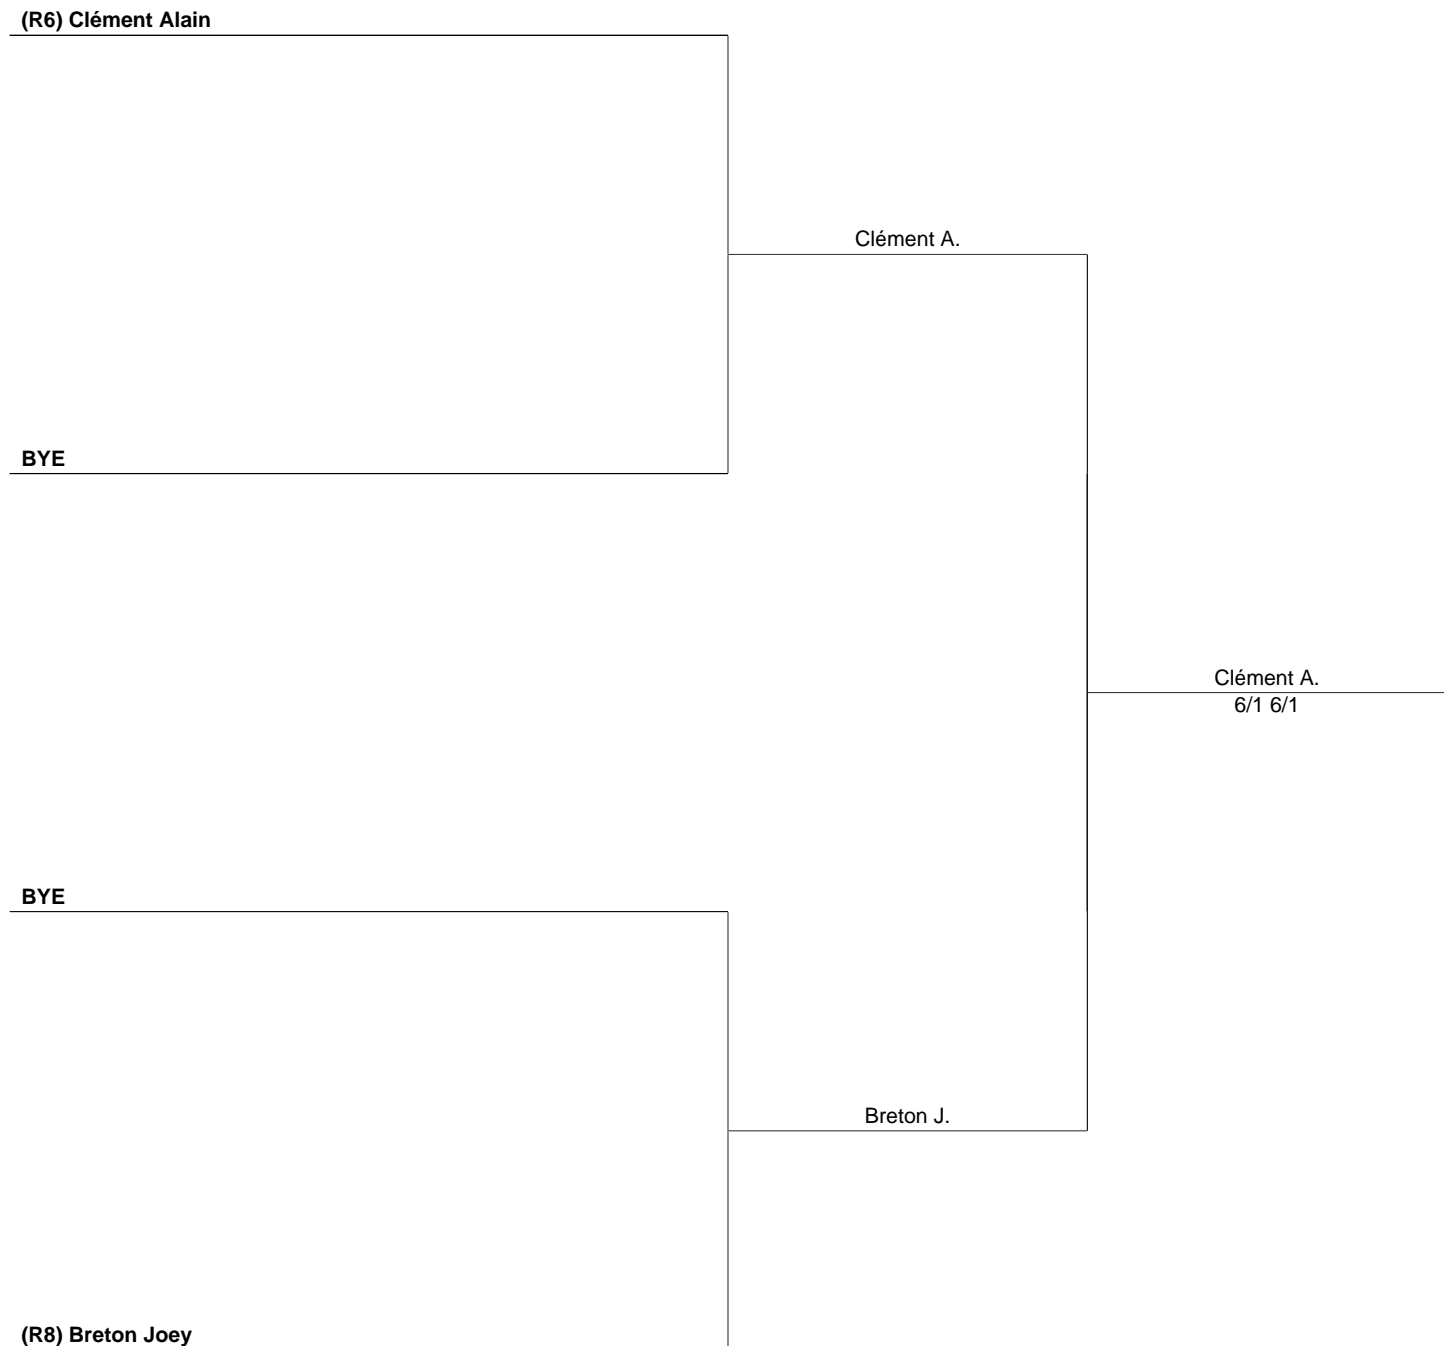 (R6) Clément Alain
Clément A.
BYE
Clément A.
6/1 6/1
BYE
Breton J.
(R8) Breton Joey